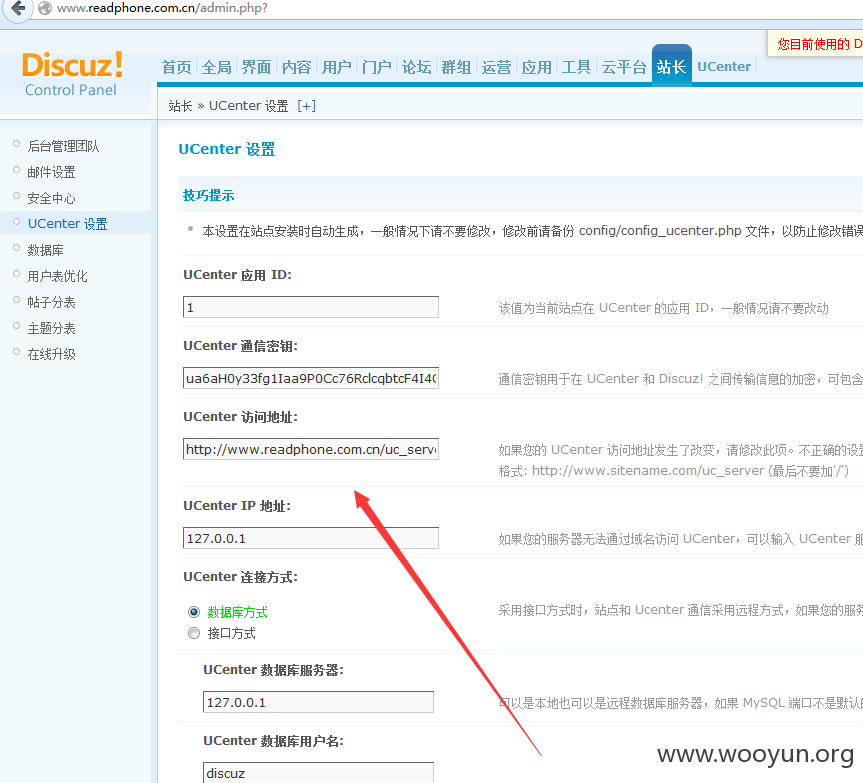 www.readphone.com.cn/admin.php?
您目前使用的 D
Discuz!
Control Panel
首页 全局 界面 内容 用户 门户 论坛 群组 运营 应用 工具 云平台 站长 UCenter
站长 » UCenter 设置 [+]
后台管理团队
邮件设置
安全中心
UCenter 设置
数据库
用户表优化
帖子分表
主题分表
在线升级
UCenter 设置
技巧提示
本设置在站点安装时自动生成，一般情况下请不要修改，修改前请备份 config/config_ucenter.php 文件，以防止修改错误
UCenter 应用 ID:
1
该值为当前站点在 UCenter 的应用 ID，一般情况请不要改动
UCenter 通信密钥:
通信密钥用于在 UCenter 和 Discuz! 之间传输信息的加密，可包含
UCenter 访问地址:
http://www.readphone.com.cn/uc_serv
如果您的 UCenter 访问地址发生了改变，请修改此项。不正确的设
格式: http://www.sitename.com/uc_server (最后不要加'/')
UCenter IP 地址:
127.0.0.1
如果您的服务器无法通过域名访问 UCenter，可以输入 UCenter 服
UCenter 连接方式:
数据库方式
接口方式
采用接口方式时，站点和 Ucenter 通信采用远程方式，如果您的服务
UCenter 数据库服务器:
127.0.0.1
可以是本地也可以是远程数据库服务器，如果 MySQL 端口不是默认的
UCenter 数据库用户名:
discuz
www.wooyun.org